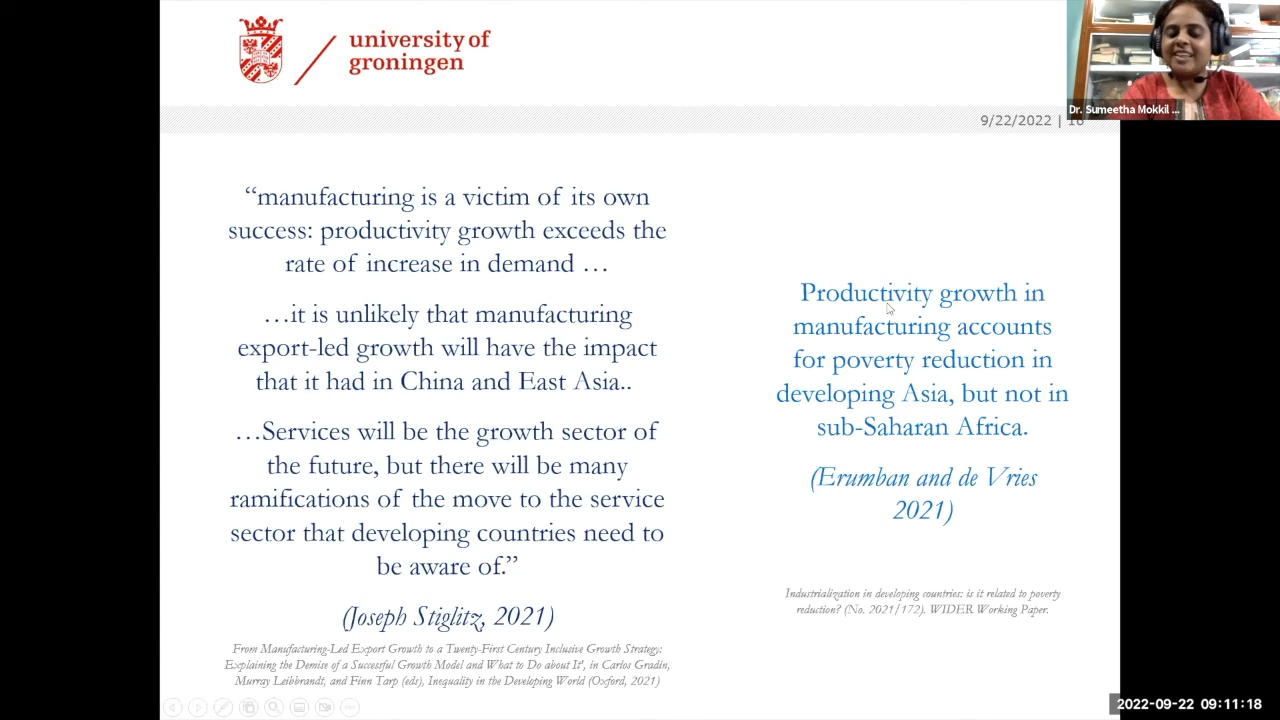 university of
groningen
Dr. Sumeetha Mokkil ...
9/22/2022 | 16
“manufacturing is a victim of its own
success: productivity growth exceeds the
rate of increase in demand …
…it is unlikely that manufacturing
export-led growth will have the impact
that it had in China and East Asia..
…Services will be the growth sector of
the future, but there will be many
ramifications of the move to the service
sector that developing countries need to
be aware of.”
(Joseph Stiglitz, 2021)
From Manufacturing-Led Export Growth to a Twenty-First Century Inclusive Growth Strategy:
Explaining the Demise of a Successful Growth Model and What to Do about It', in Carlos Gradín,
Murray Leibbrandt, and Finn Tarp (eds), Inequality in the Developing World (Oxford, 2021)
Productivity growth in
manufacturing accounts
for poverty reduction in
developing Asia, but not in
sub-Saharan Africa.
(Erumban and de Vries
2021)
Industrialization in developing countries: is it related to poverty
reduction? (No. 2021/172). WIDER Working Paper.
2022-09-22 09:11:18